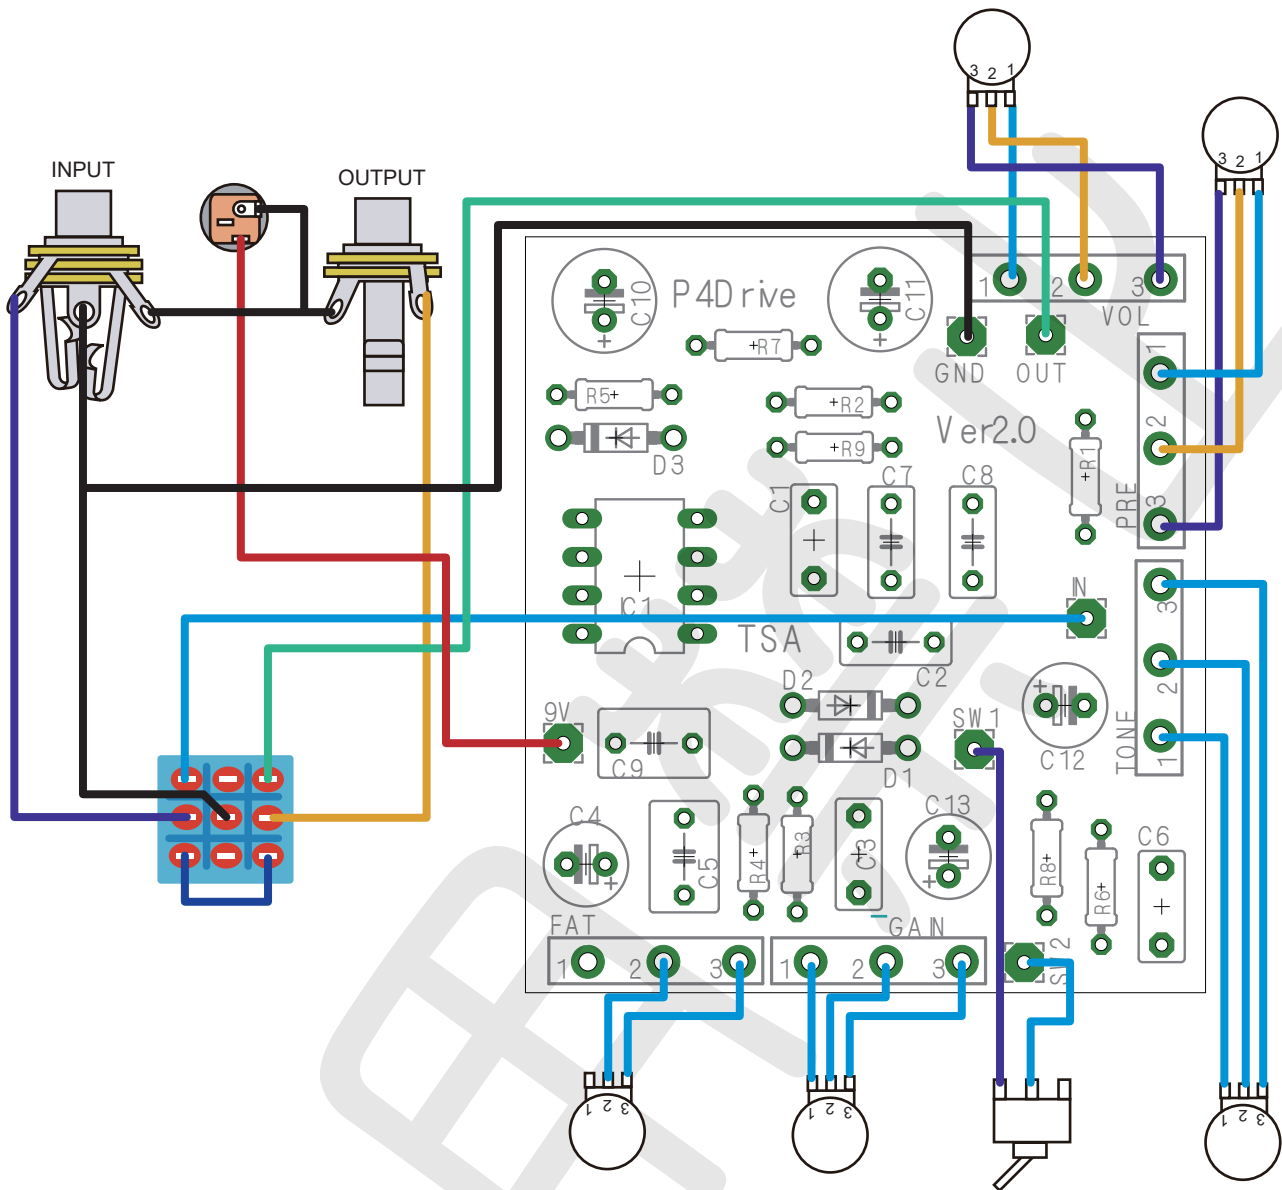 3 2 1
3 2 1
INPUT
OUTPUT
C10
P4Drive
C11
1 2 3
VOL
R7
GND
OUT
1
2
3
PRE
R5
R2
Ver2.0
R1
R9
D3
C1
C7
C8
IC1
IN
3
2
1
TONE
TSA
C2
D2
9V
SW1
C9
D1
C12
C4
C5
R4
R3
C3
C13
R8
R6
C6
FAT
GAIN
1 2 3
1 2 3
SW2
1 2 3
1 2 3
1 2 3